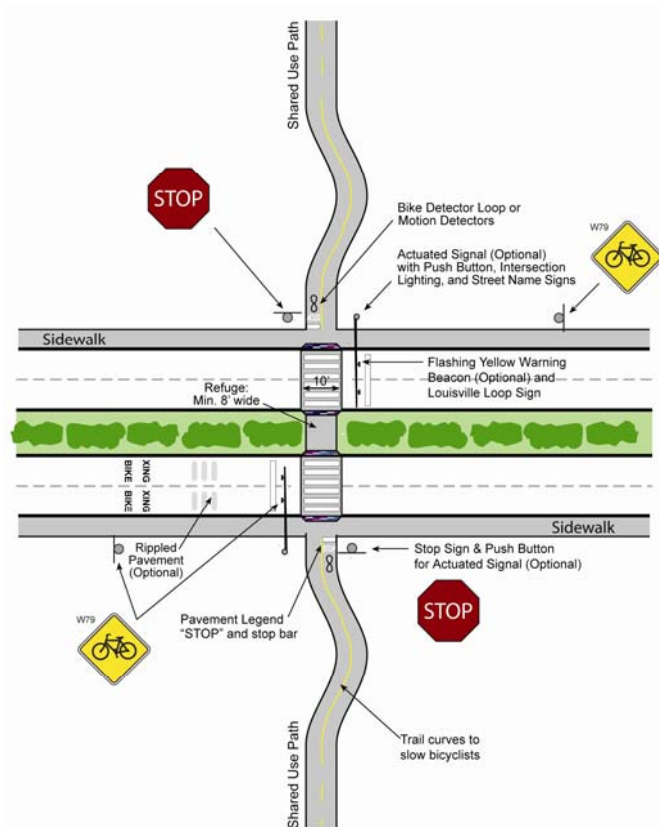 Shared Use Path
STOP
Bike Detector Loop or
Motion Detectors
W79
Actuated Signal (Optional)
with Push Button, Intersection
Lighting, and Street Name Signs
Sidewalk
Flashing Yellow Warning
Beacon (Optional) and
Louisville Loop Sign
10'
Refuge:
Min. 8' wide
BIKE XING
BIKE XING
Sidewalk
Rippled
Pavement
(Optional)
Stop Sign & Push Button
for Actuated Signal (Optional)
W79
Pavement Legend
"STOP" and stop bar
STOP
Trail curves to
slow bicyclists
Shared Use Path